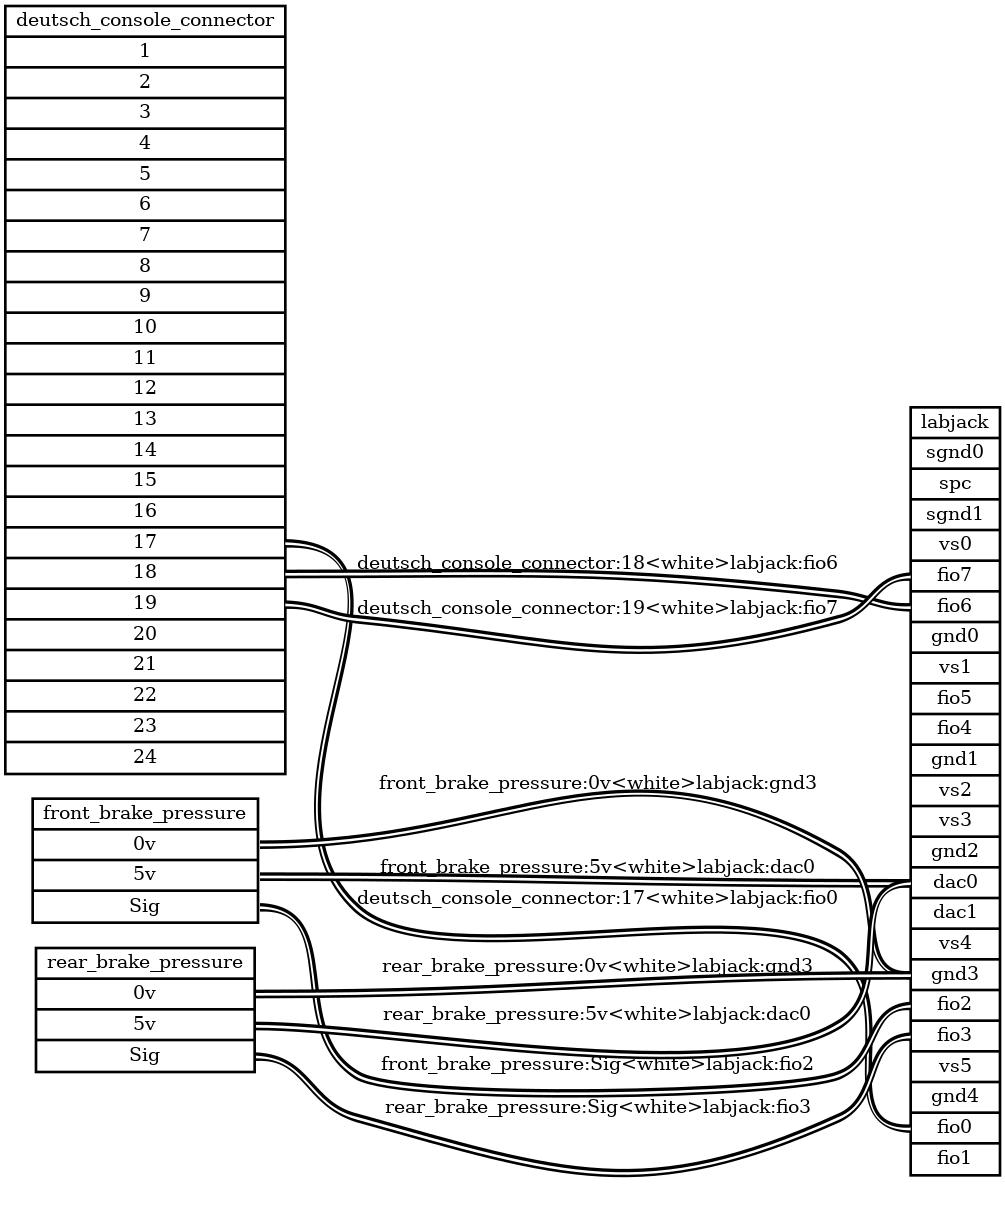 deutsch_console_connector
1
2
3
4
5
6
7
8
9
10
11
12
13
14
15
16
17
18
19
20
21
22
23
24
front_brake_pressure
0v
5v
Sig
rear_brake_pressure
0v
5v
Sig
deutsch_console_connector:18<white>labjack:fio6
deutsch_console_connector:19<white>labjack:fio7
front_brake_pressure:0v<white>labjack:gnd3
front_brake_pressure:5v<white>labjack:dac0
deutsch_console_connector:17<white>labjack:fio0
rear_brake_pressure:0v<white>labjack:gnd3
rear_brake_pressure:5v<white>labjack:dac0
front_brake_pressure:Sig<white>labjack:fio2
rear_brake_pressure:Sig<white>labjack:fio3
labjack
sgnd0
spc
sgnd1
vs0
fio7
fio6
gnd0
vs1
fio5
fio4
gnd1
vs2
vs3
gnd2
dac0
dac1
vs4
gnd3
fio2
fio3
vs5
gnd4
fio0
fio1